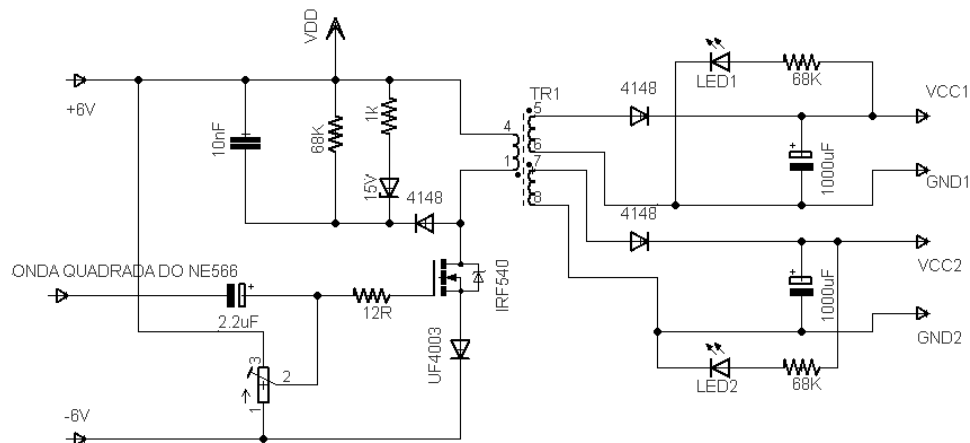 VDD
+6V
10nF
68K
1k
15V
4148
ONDA QUADRADA DO NE566
2.2uF
12R
IRF540
UF4003
3
2
1
-6V
TR1
4
1
5
6
7
8
4148
4148
LED1
68K
VCC1
+
1000uF
GND1
VCC2
+
1000uF
GND2
LED2
68K
+